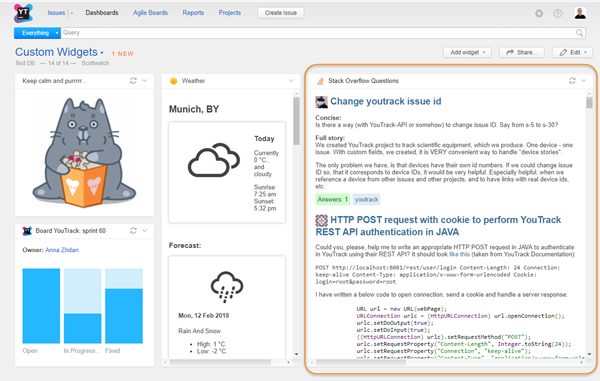 YT
Issues
Dashboards
Agile Boards
Reports
Projects
Create Issue
Everything
Query
Custom Widgets
1 NEW
Test DB
14 of 14
Scottwatch
Add widget
Share...
Edit
Keep calm and purrrrr...
Board YouTrack: sprint 60
Owner: Anna Zhdan
Open
In Progress...
Fixed
Weather
Munich, BY
Today
Currently
0 °C ,
and
cloudy
Sunrise:
7:25 am
Sunset:
5:32 pm
Forecast:
Mon, 12 Feb 2018
Rain And Snow
• High: 1 °C.
• Low: -2 °C.
Stack Overflow Questions
Change youtrack issue id
Concise:
Is there a way (with YouTrack-API or somehow) to change issue ID. Say from s-5 to s-30?
Full story:
We created YouTrack project to track scientific equipment, which we produce. One device - one
issue. With custom fields, we created, it is VERY convenient way to handle "device stories".
The only problem we have, is that devices have their own id numbers. If we could change issue
ID so, that it corresponds to device IDs, it would be very helpful. Especially helpful, when we
reference a device from other issues and other projects, and to have links with real device ids,
etc.
Answers: 1
youtrack
HTTP POST request with cookie to perform YouTrack
REST API authentication in JAVA
Could you, please, help me to write an appropriate HTTP POST request in JAVA to authenticate
in YouTrack using their REST API? It should look like this (taken from YouTrack Documentation):
POST http://localhost:8081/rest/user/login Content-Length: 24 Connection:
keep-alive Content-Type: application/x-www-form-urlencoded Cookie:
login=root&password=root
I have written a below code to open connection, send a cookie and handle a server response:
URL url = new URL(webPage);
URLConnection urlc = (HttpURLConnection) url.openConnection();
urlc.setDoOutput(true);
urlc.setDoInput(true);
((HttpURLConnection) urlc).setRequestMethod("POST");
urlc.setRequestProperty("Content-Length", Integer.toString(24));
urlc.setRequestProperty("Connection", "keep-alive");